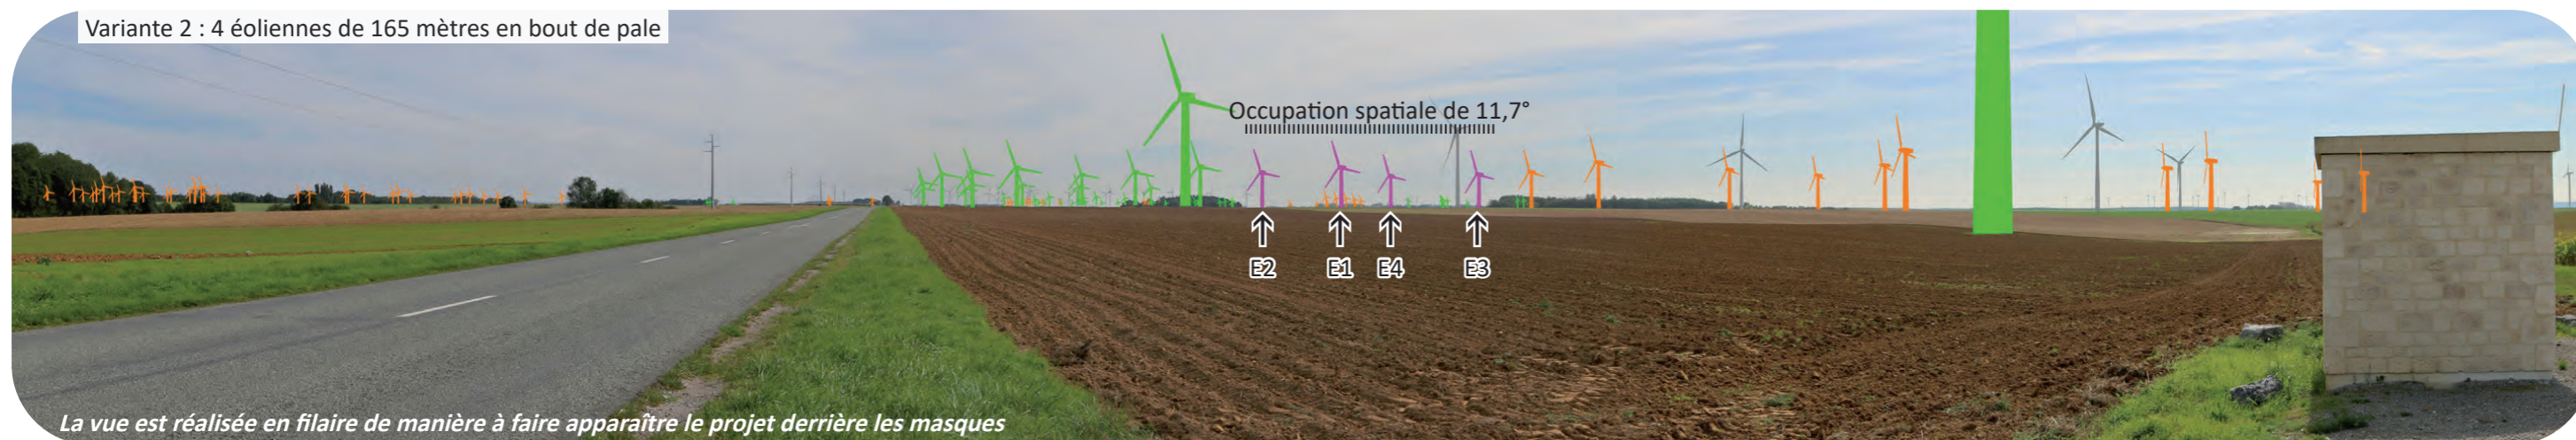 Variante 2 : 4 éoliennes de 165 mètres en bout de pale
Occupation spatiale de 11,7°
E2 E1 E4 E3
La vue est réalisée en filaire de manière à faire apparaître le projet derrière les masques